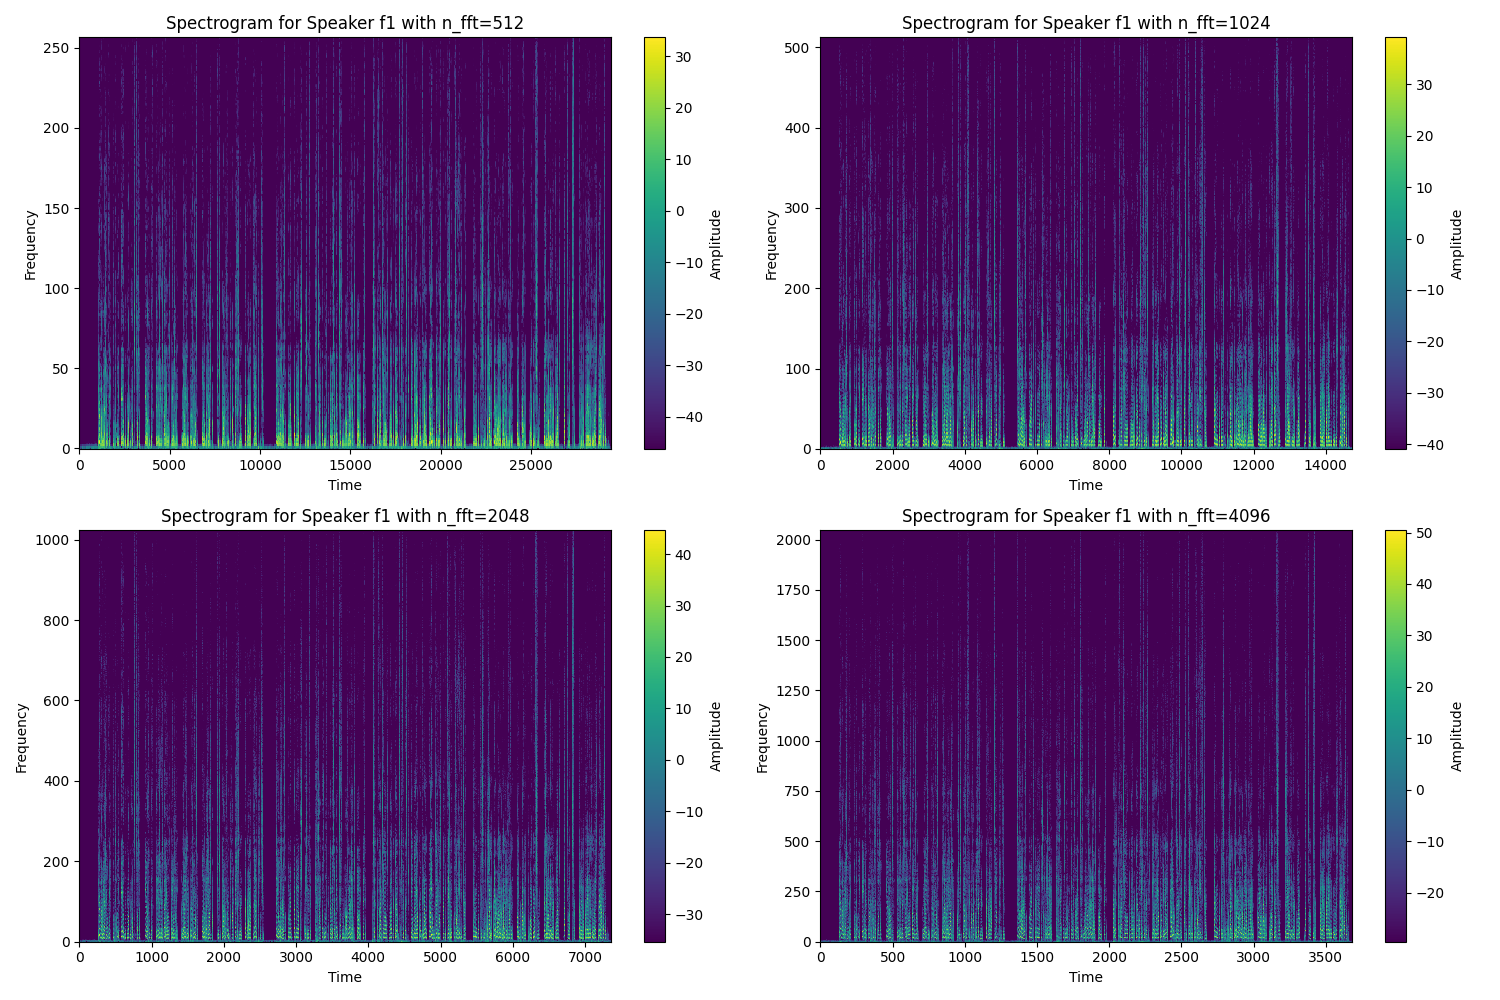 Spectrogram for Speaker f1 with n_fft=512
250
200
150
100
50
0
Frequency
0 5000 10000 15000 20000 25000
Time
30
20
10
0
−10
−20
−30
−40
Amplitude
Spectrogram for Speaker f1 with n_fft=1024
500
400
300
200
100
0
Frequency
0 2000 4000 6000 8000 10000 12000 14000
Time
30
20
10
0
−10
−20
−30
−40
Amplitude
Spectrogram for Speaker f1 with n_fft=2048
1000
800
600
400
200
0
Frequency
0 1000 2000 3000 4000 5000 6000 7000
Time
40
30
20
10
0
−10
−20
−30
Amplitude
Spectrogram for Speaker f1 with n_fft=4096
2000
1750
1500
1250
1000
750
500
250
0
Frequency
0 500 1000 1500 2000 2500 3000 3500
Time
50
40
30
20
10
0
−10
−20
Amplitude